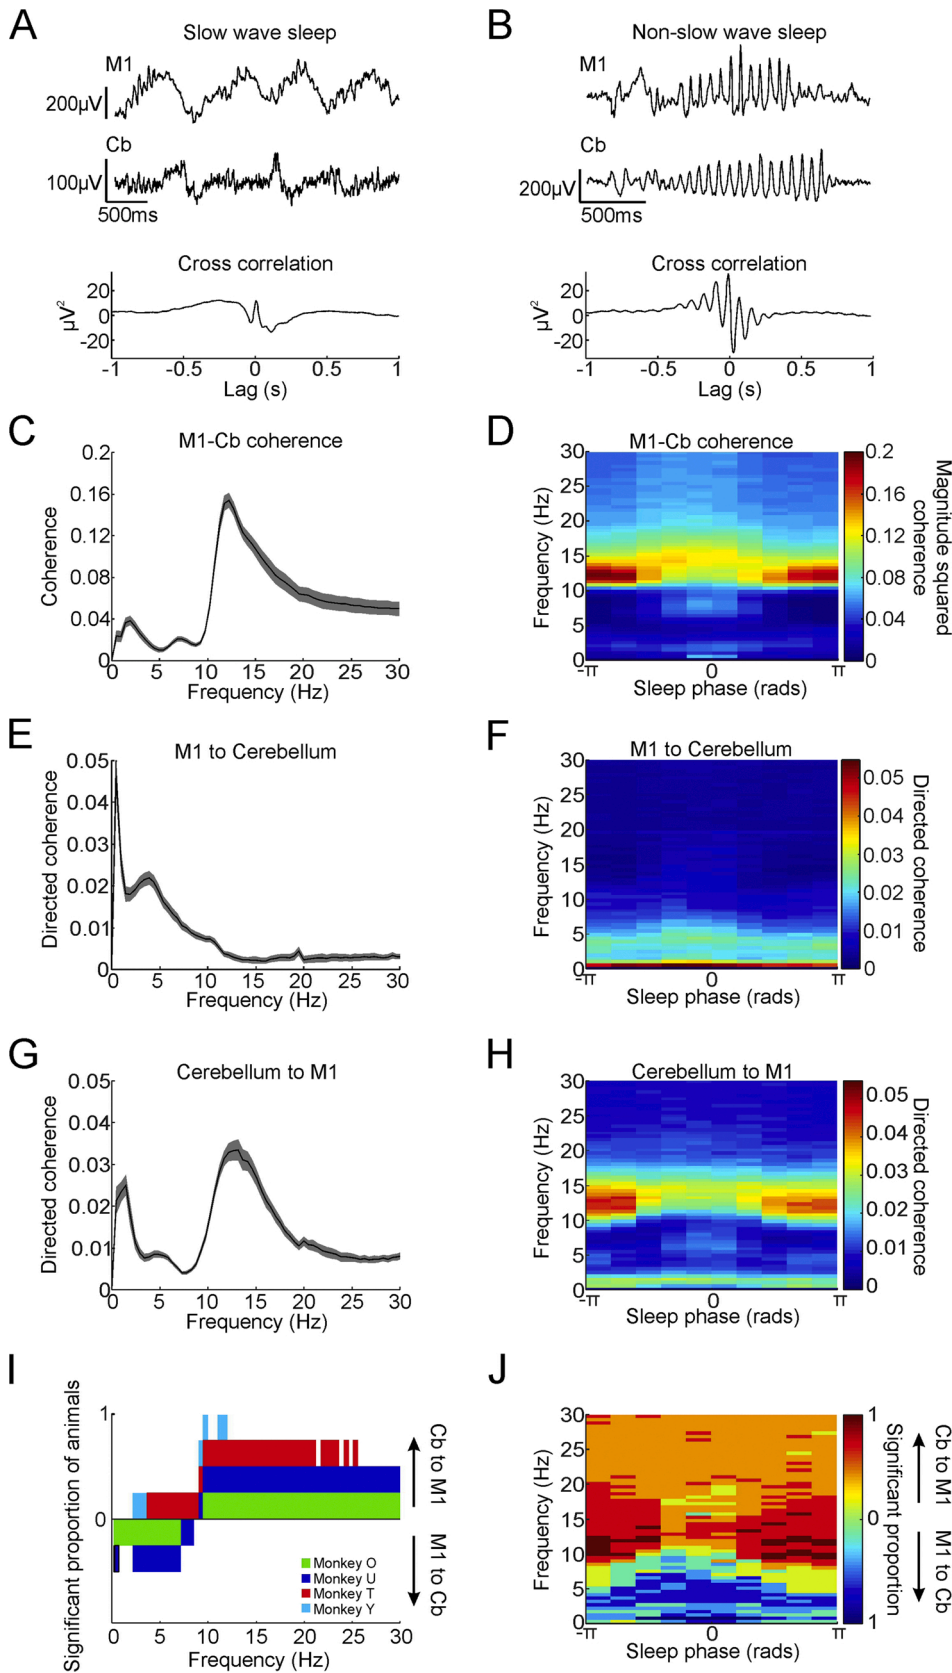 A
Slow wave sleep
M1
200µV
Cb
100µV
500ms
Cross correlation
µV²
20
0
-20
-1 -0.5 0 0.5 1
Lag (s)
B
Non-slow wave sleep
M1
Cb
200µV
500ms
Cross correlation
µV²
20
0
-20
-1 -0.5 0 0.5 1
Lag (s)
C
M1-Cb coherence
Coherence
0.2
0.16
0.12
0.08
0.04
0
0 5 10 15 20 25 30
Frequency (Hz)
D
M1-Cb coherence
Frequency (Hz)
30
25
20
15
10
5
0
-π 0 π
Sleep phase (rads)
0.2
0.16
0.12
0.08
0.04
0
Magnitude squared
coherence
E
M1 to Cerebellum
Directed coherence
0.05
0.04
0.03
0.02
0.01
0
0 5 10 15 20 25 30
Frequency (Hz)
F
M1 to Cerebellum
Frequency (Hz)
30
25
20
15
10
5
0
-π 0 π
Sleep phase (rads)
0.05
0.04
0.03
0.02
0.01
0
Directed coherence
G
Cerebellum to M1
Directed coherence
0.05
0.04
0.03
0.02
0.01
0
0 5 10 15 20 25 30
Frequency (Hz)
H
Cerebellum to M1
Frequency (Hz)
30
25
20
15
10
5
0
-π 0 π
Sleep phase (rads)
0.05
0.04
0.03
0.02
0.01
0
Directed coherence
I
Significant proportion of animals
1
0
Monkey O
Monkey U
Monkey T
Monkey Y
0 5 10 15 20 25 30
Frequency (Hz)
Cb to M1
M1 to Cb
J
Frequency (Hz)
30
25
20
15
10
5
0
-π 0 π
Sleep phase (rads)
1
0
1
Significant proportion
Cb to M1
M1 to Cb